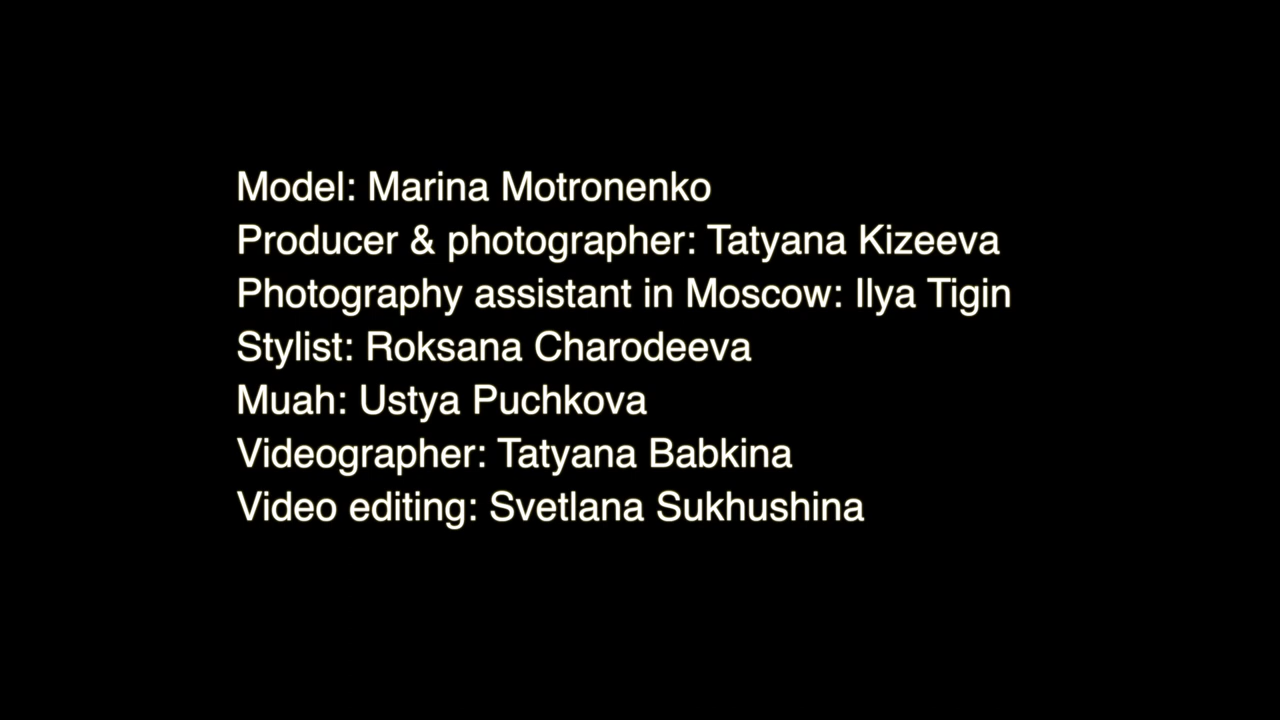 Model: Marina Motronenko
Producer & photographer: Tatyana Kizeeva
Photography assistant in Moscow: Ilya Tigin
Stylist: Roksana Charodeeva
Muah: Ustya Puchkova
Videographer: Tatyana Babkina
Video editing: Svetlana Sukhushina